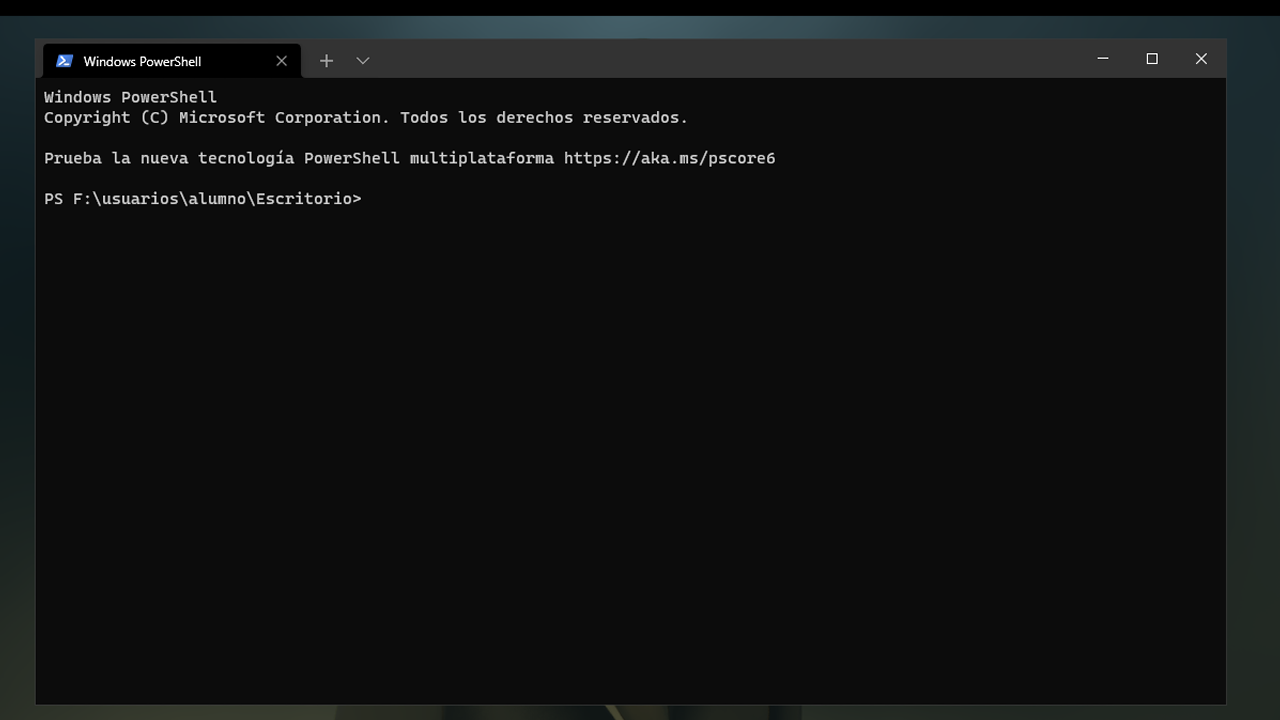 Windows PowerShell
Windows PowerShell
Copyright (C) Microsoft Corporation. Todos los derechos reservados.
Prueba la nueva tecnología PowerShell multiplataforma https://aka.ms/pscore6
PS F:\usuarios\alumno\Escritorio>